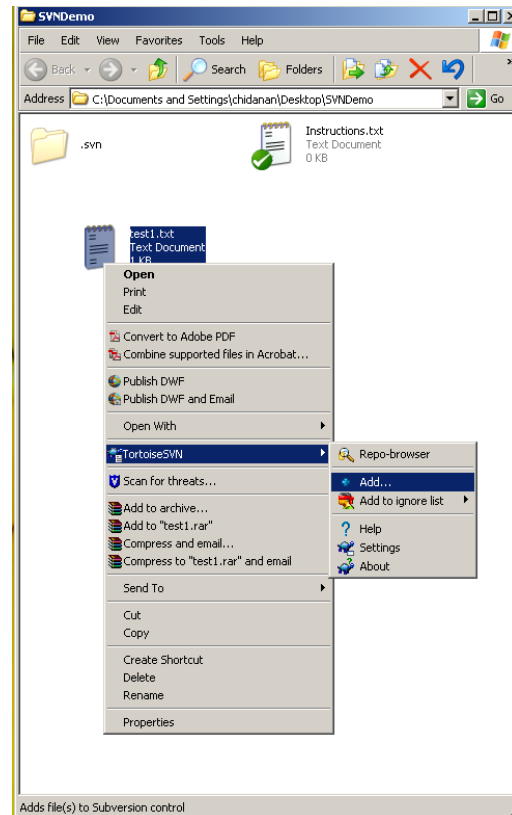 SVNDemo
File Edit View Favorites Tools Help
Back Search Folders »
Address C:\Documents and Settings\chidanan\Desktop\SVNDemo Go
.svn
Instructions.txt
Text Document
0 KB
test1.txt
Text Document
1 KB
Open
Print
Edit
Convert to Adobe PDF
Combine supported files in Acrobat...
Publish DWF
Publish DWF and Email
Open With
TortoiseSVN
Repo-browser
Add...
Add to ignore list
? Help
Settings
About
Scan for threats...
Add to archive...
Add to "test1.rar"
Compress and email...
Compress to "test1.rar" and email
Send To
Cut
Copy
Create Shortcut
Delete
Rename
Properties
Adds file(s) to Subversion control